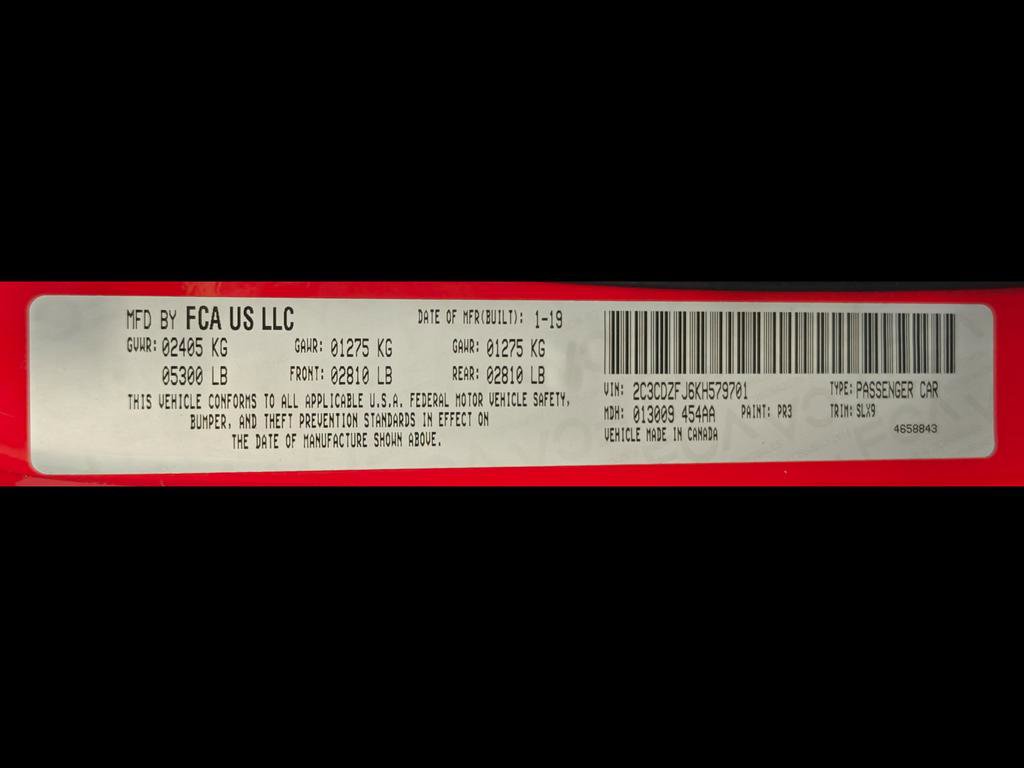 MFD BY FCA US LLC DATE OF MFR(BUILT): 1-19
GVWR: 02405 KG GAWR: 01275 KG GAWR: 01275 KG
05300 LB FRONT: 02810 LB REAR: 02810 LB
THIS VEHICLE CONFORMS TO ALL APPLICABLE U.S.A. FEDERAL MOTOR VEHICLE SAFETY,
BUMPER, AND THEFT PREVENTION STANDARDS IN EFFECT ON
THE DATE OF MANUFACTURE SHOWN ABOVE.
VIN: 2C3CDZFJ6KH579701 TYPE: PASSENGER CAR
MDH: 013009 454AA PAINT: PR3 TRIM: SLX9
VEHICLE MADE IN CANADA
4658843